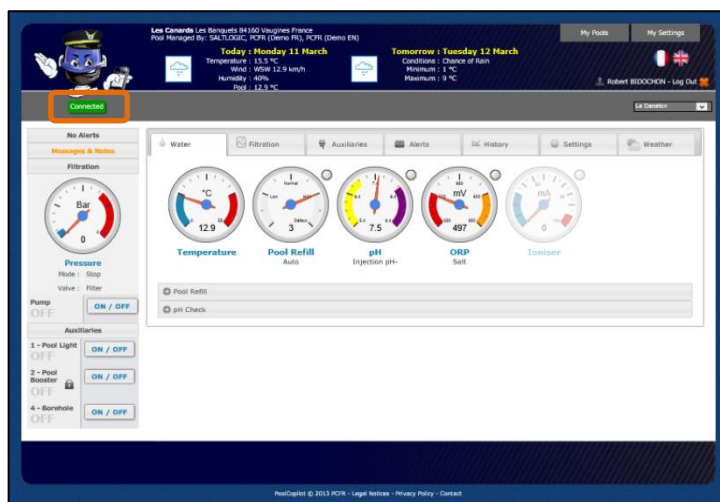 Les Canards Les Banquets 84160 Vaugines France
Pool Managed By: SALTLOGIC, PCFR (Demo FR), PCFR (Demo EN)
My Pools
My Settings
Today : Monday 11 March
Temperature : 15.5 °C
Wind : WSW 12.9 km/h
Humidity : 40%
Pool : 12.9 °C
Tomorrow : Tuesday 12 March
Conditions : Chance of Rain
Minimum : 1 °C
Maximum : 9 °C
Robert BIDOCHON - Log Out
Connected
No Alerts
Messages & Notes
Filtration
Bar
0
Pressure
Mode : Stop
Valve : Filter
Pump
OFF
ON / OFF
Auxiliaries
1 - Pool Light
OFF
ON / OFF
2 - Pool Booster
OFF
ON / OFF
4 - Borehole
OFF
ON / OFF
Water
Filtration
Auxiliaries
Alerts
History
Settings
Weather
°C
12.9
Temperature
Normal
3
Pool Refill
Auto
7.5
pH
Injection pH-
mV
497
ORP
Salt
mA
0
Ioniser
Pool Refill
pH Check
PoolCopilot © 2013 PCFR - Legal Notices - Privacy Policy - Contact